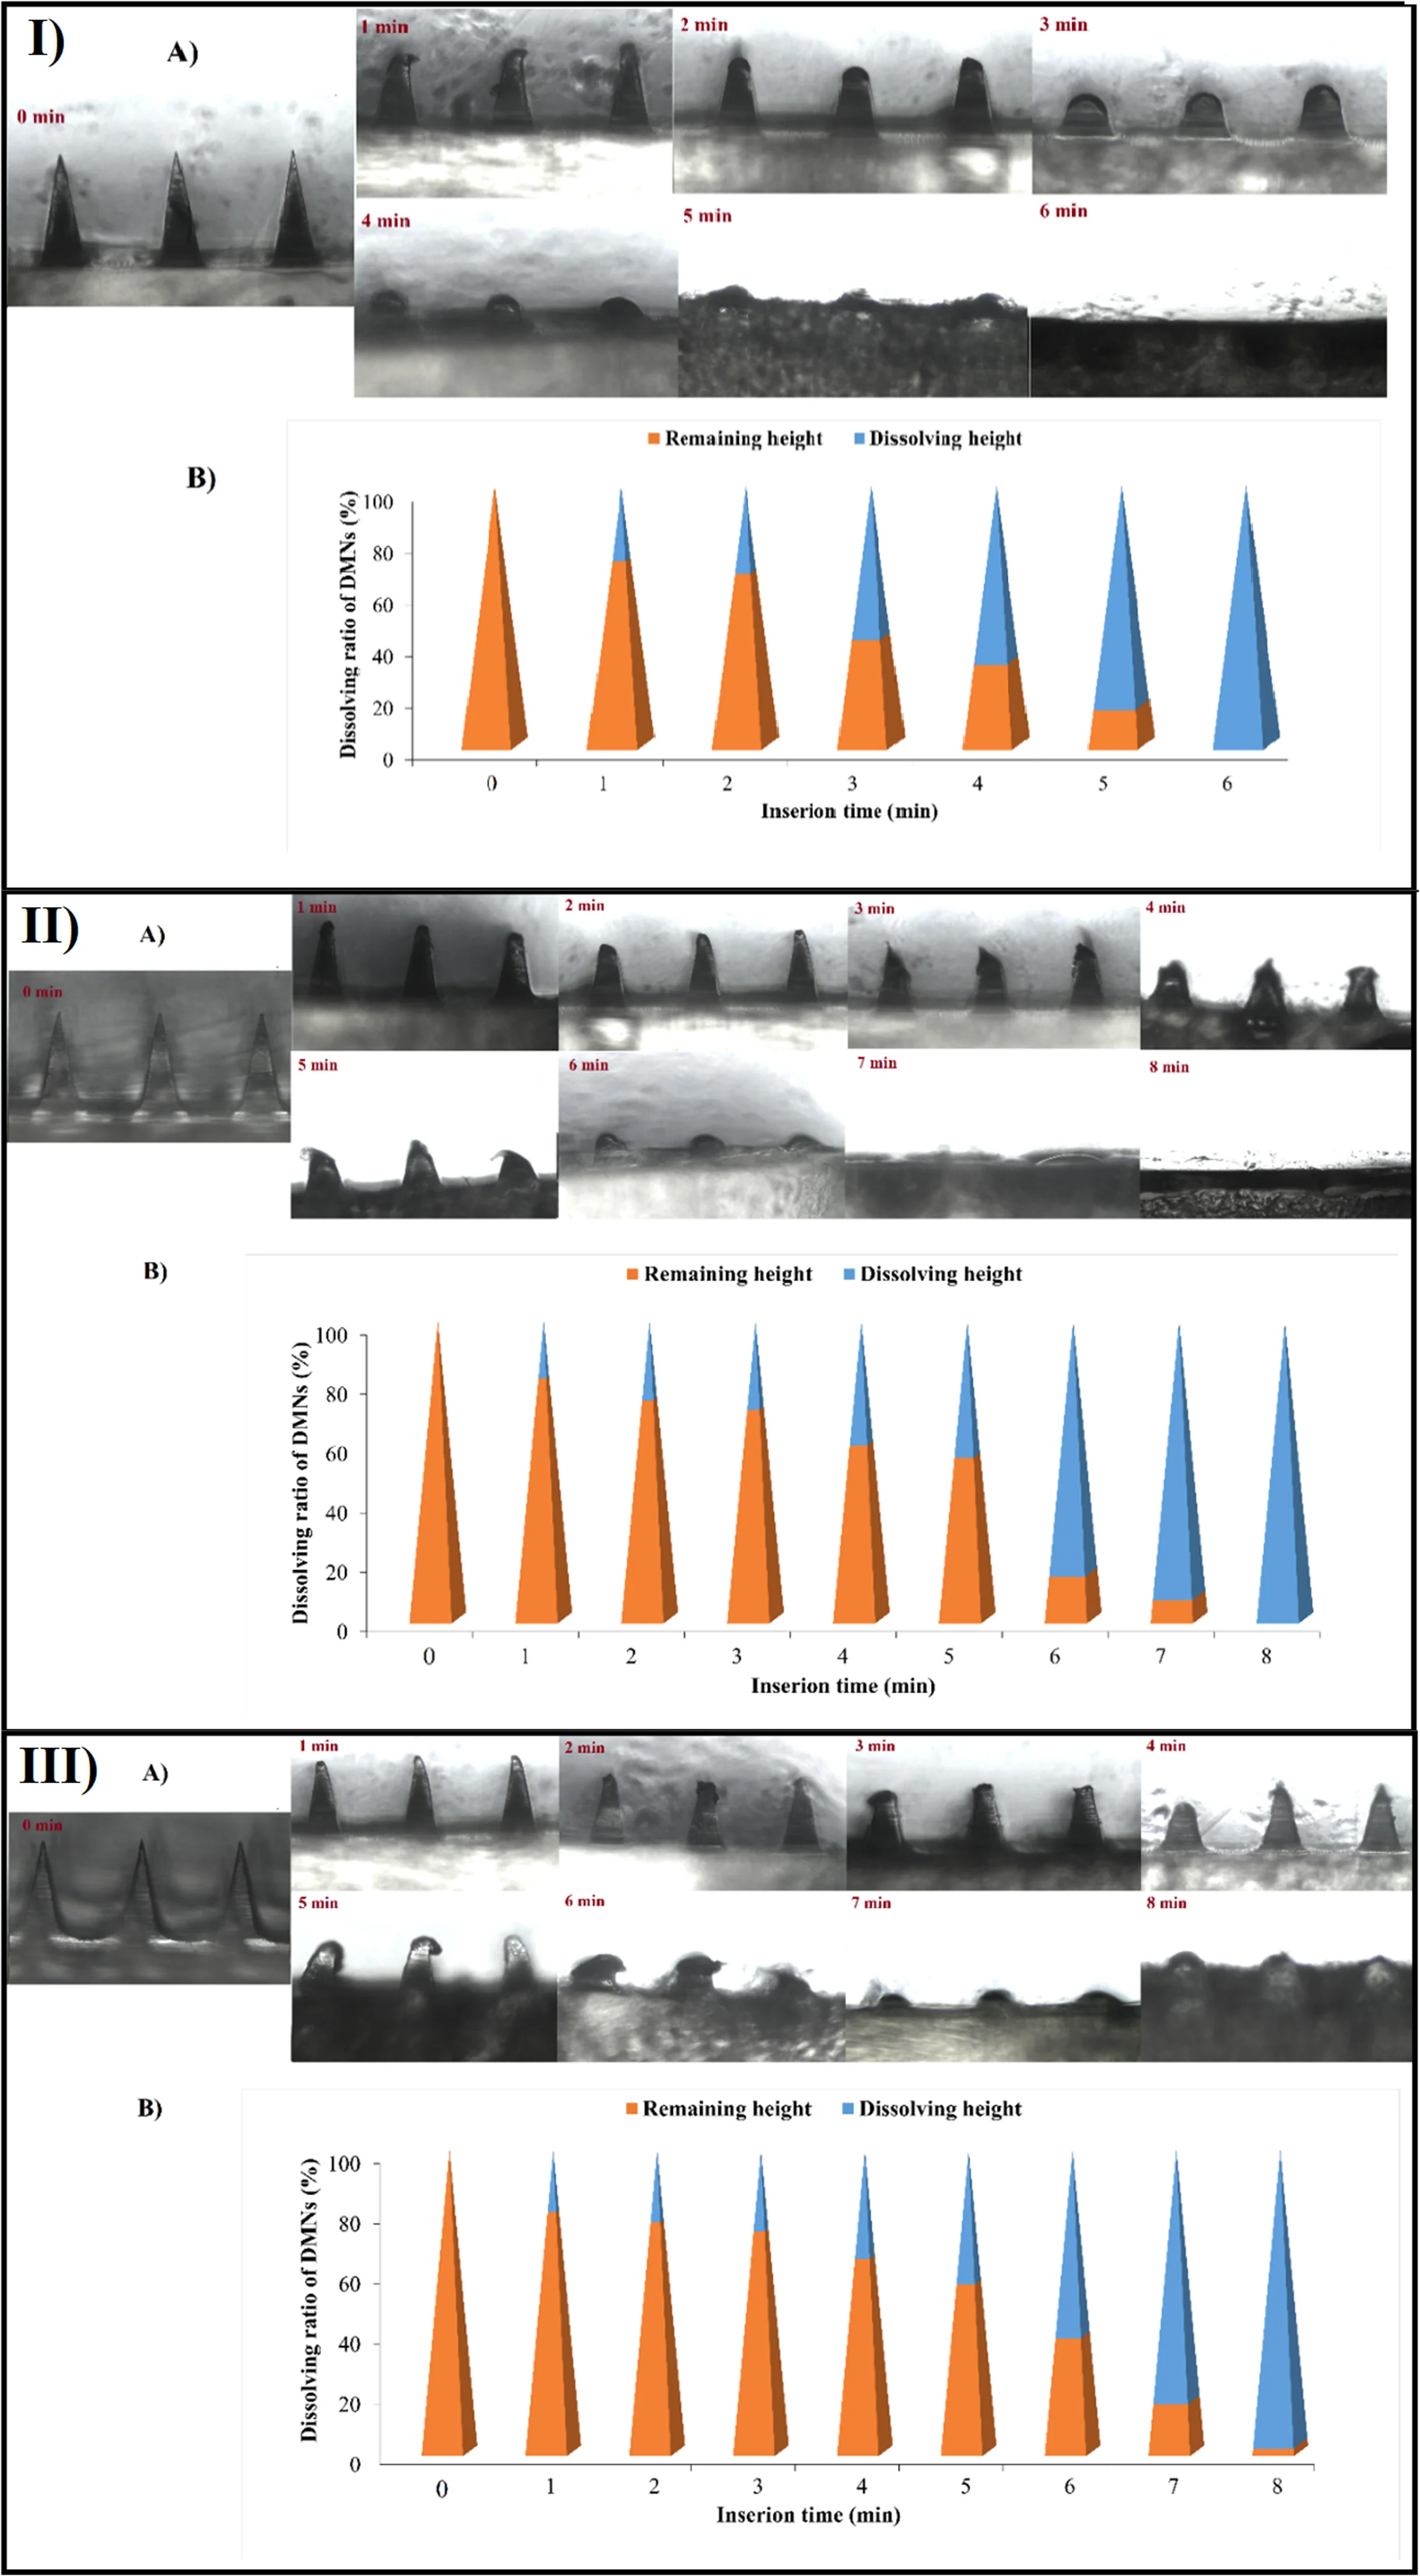 I)
A)
0 min
1 min
2 min
3 min
4 min
5 min
6 min
B)
Remaining height Dissolving height
Dissolving ratio of DMNs (%)
100
80
60
40
20
0
0 1 2 3 4 5 6
Inserion time (min)
II)
A)
0 min
1 min
2 min
3 min
4 min
5 min
6 min
7 min
8 min
B)
Remaining height Dissolving height
Dissolving ratio of DMNs (%)
100
80
60
40
20
0
0 1 2 3 4 5 6 7 8
Inserion time (min)
III)
A)
0 min
1 min
2 min
3 min
4 min
5 min
6 min
7 min
8 min
B)
Remaining height Dissolving height
Dissolving ratio of DMNs (%)
100
80
60
40
20
0
0 1 2 3 4 5 6 7 8
Inserion time (min)